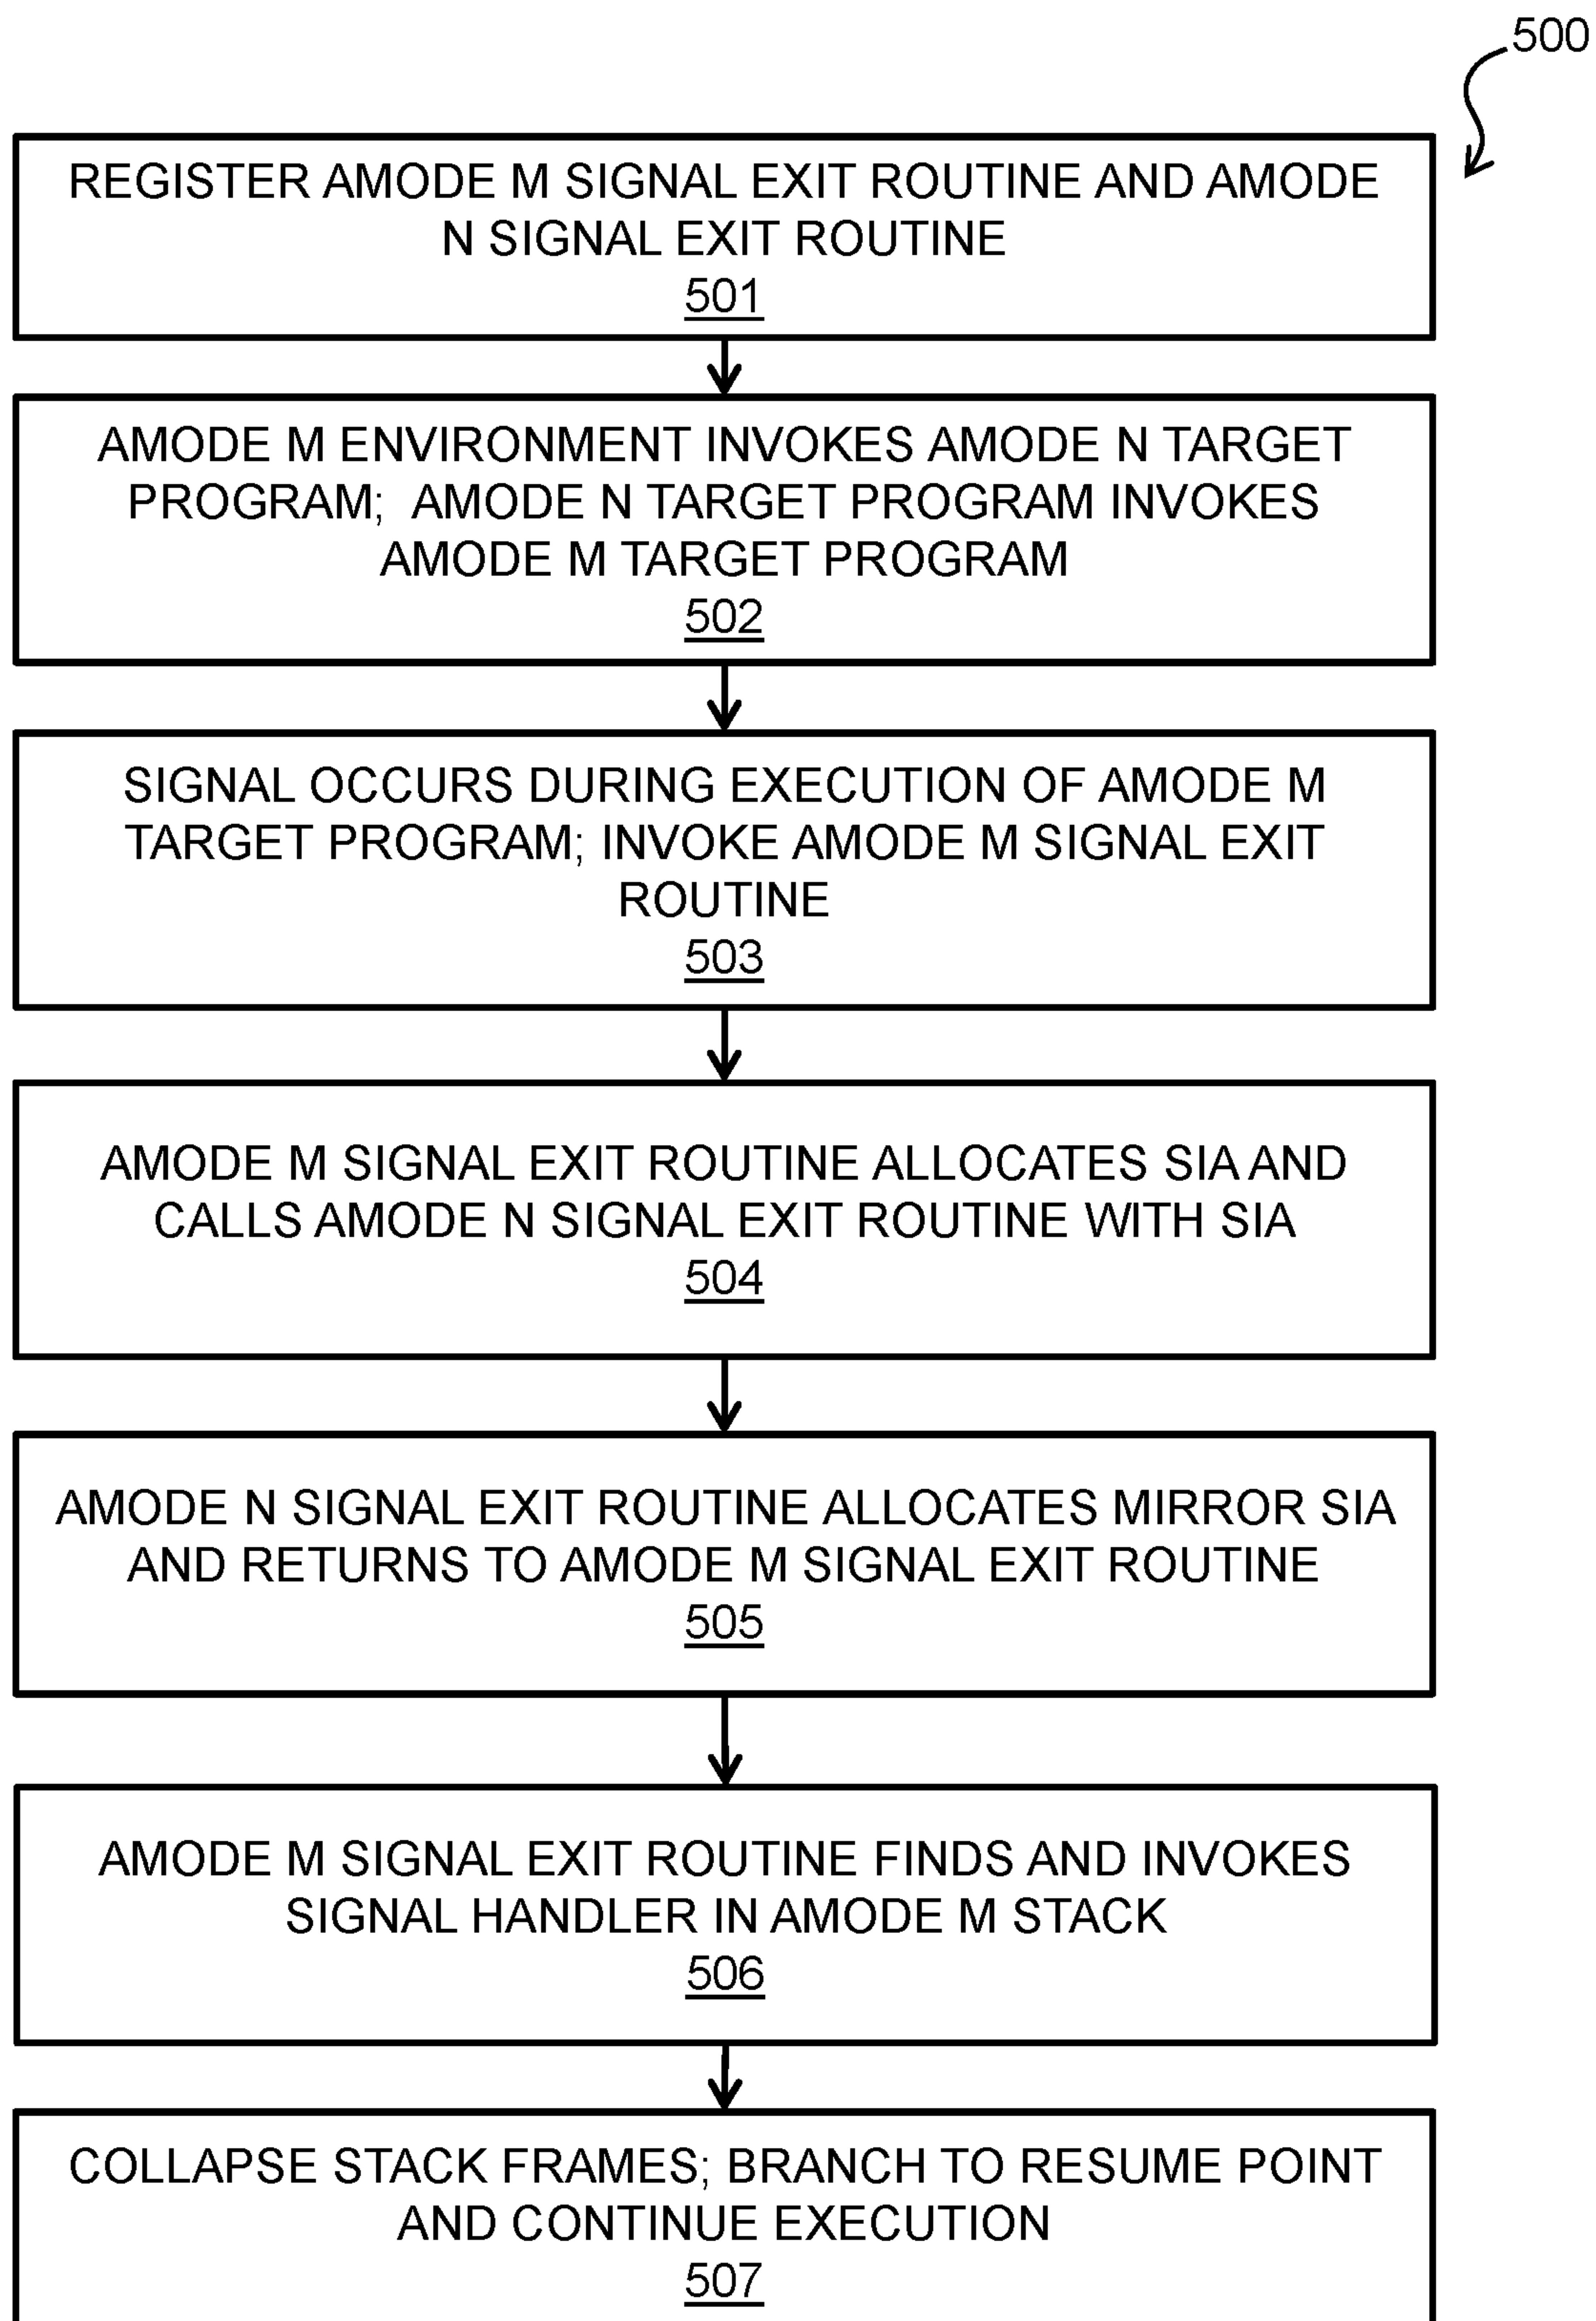 500
REGISTER AMODE M SIGNAL EXIT ROUTINE AND AMODE
N SIGNAL EXIT ROUTINE
501
AMODE M ENVIRONMENT INVOKES AMODE N TARGET
PROGRAM; AMODE N TARGET PROGRAM INVOKES
AMODE M TARGET PROGRAM
502
SIGNAL OCCURS DURING EXECUTION OF AMODE M
TARGET PROGRAM; INVOKE AMODE M SIGNAL EXIT
ROUTINE
503
AMODE M SIGNAL EXIT ROUTINE ALLOCATES SIA AND
CALLS AMODE N SIGNAL EXIT ROUTINE WITH SIA
504
AMODE N SIGNAL EXIT ROUTINE ALLOCATES MIRROR SIA
AND RETURNS TO AMODE M SIGNAL EXIT ROUTINE
505
AMODE M SIGNAL EXIT ROUTINE FINDS AND INVOKES
SIGNAL HANDLER IN AMODE M STACK
506
COLLAPSE STACK FRAMES; BRANCH TO RESUME POINT
AND CONTINUE EXECUTION
507